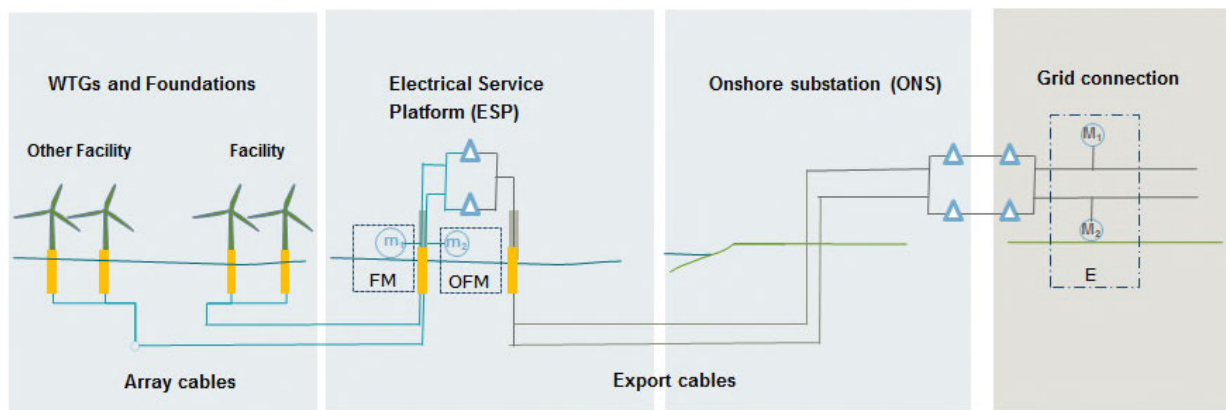 WTGs and Foundations
Other Facility
Facility
Array cables
Electrical Service
Platform (ESP)
m1
m2
FM
OFM
Export cables
Onshore substation (ONS)
Grid connection
M1
M2
E